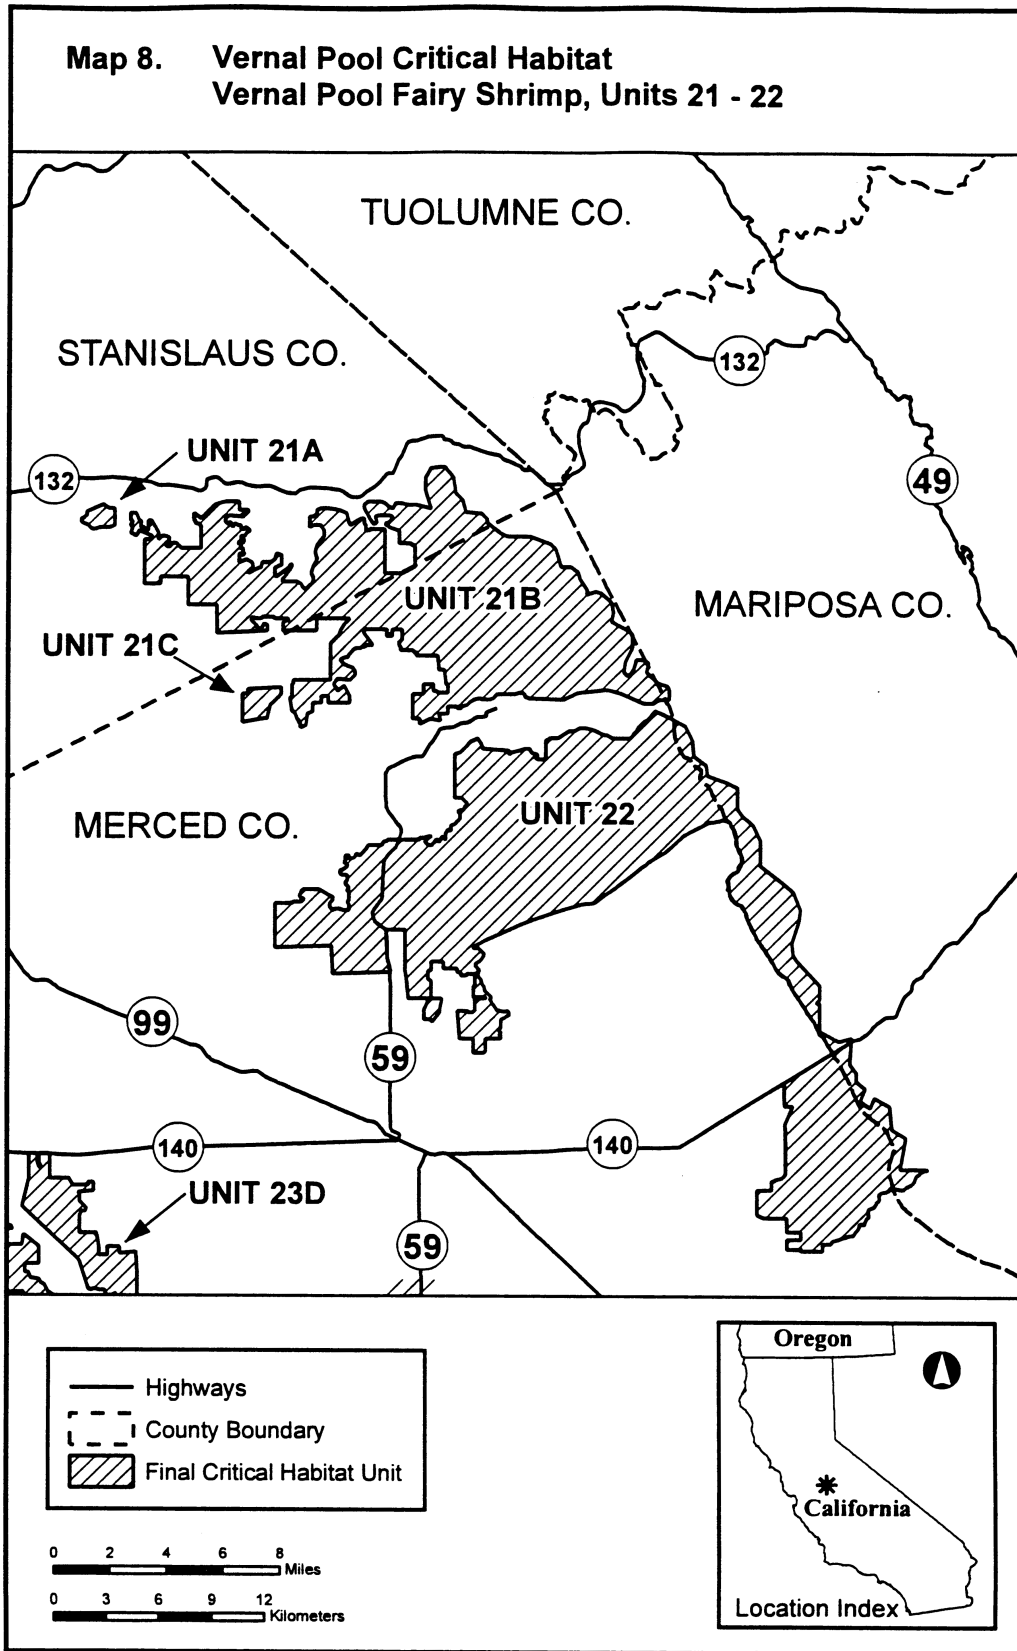 Map 8. Vernal Pool Critical Habitat
Vernal Pool Fairy Shrimp, Units 21 - 22
TUOLUMNE CO.
STANISLAUS CO.
132
UNIT 21A
132
49
UNIT 21B
MARIPOSA CO.
UNIT 21C
UNIT 22
MERCED CO.
99
59
140
140
UNIT 23D
59
Highways
County Boundary
Final Critical Habitat Unit
0 2 4 6 8
Miles
0 3 6 9 12
Kilometers
Oregon
California
Location Index